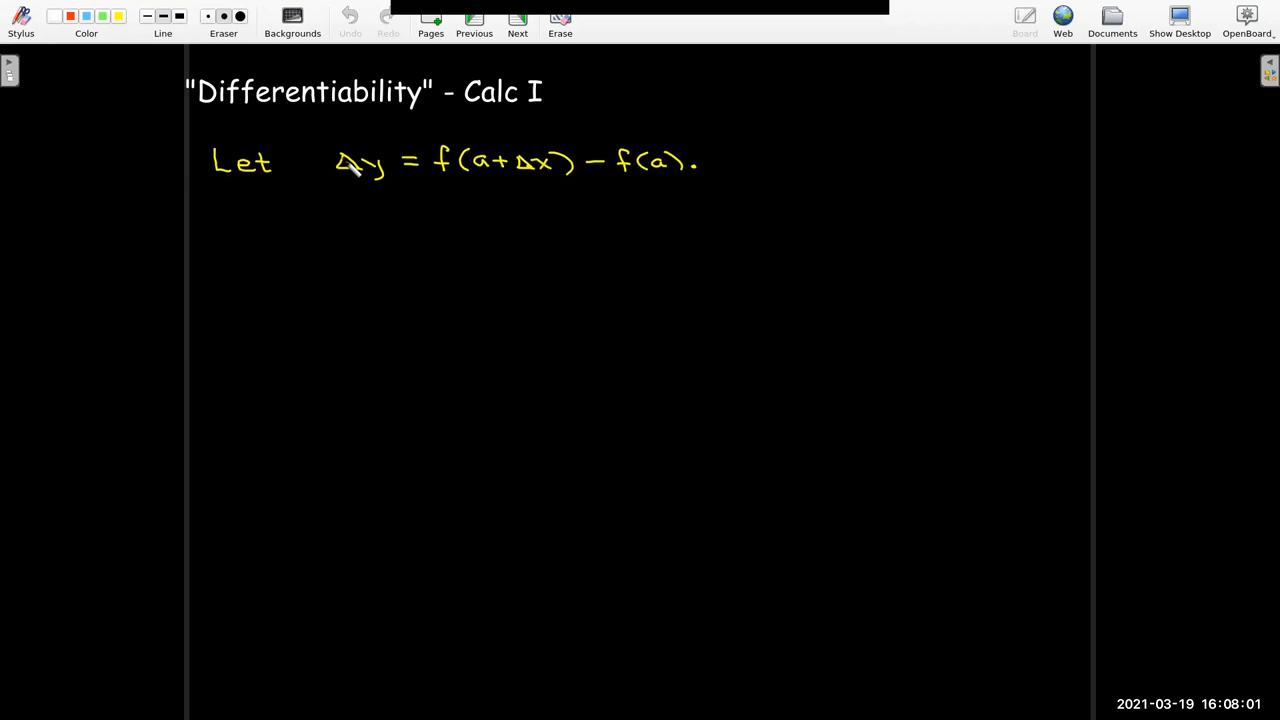 Stylus Color Line Eraser Backgrounds Undo Redo Pages Previous Next Erase Board Web Documents Show Desktop OpenBoard
"Differentiability" - Calc I
Let Δy = f(a+Δx) - f(a).
2021-03-19 16:08:01